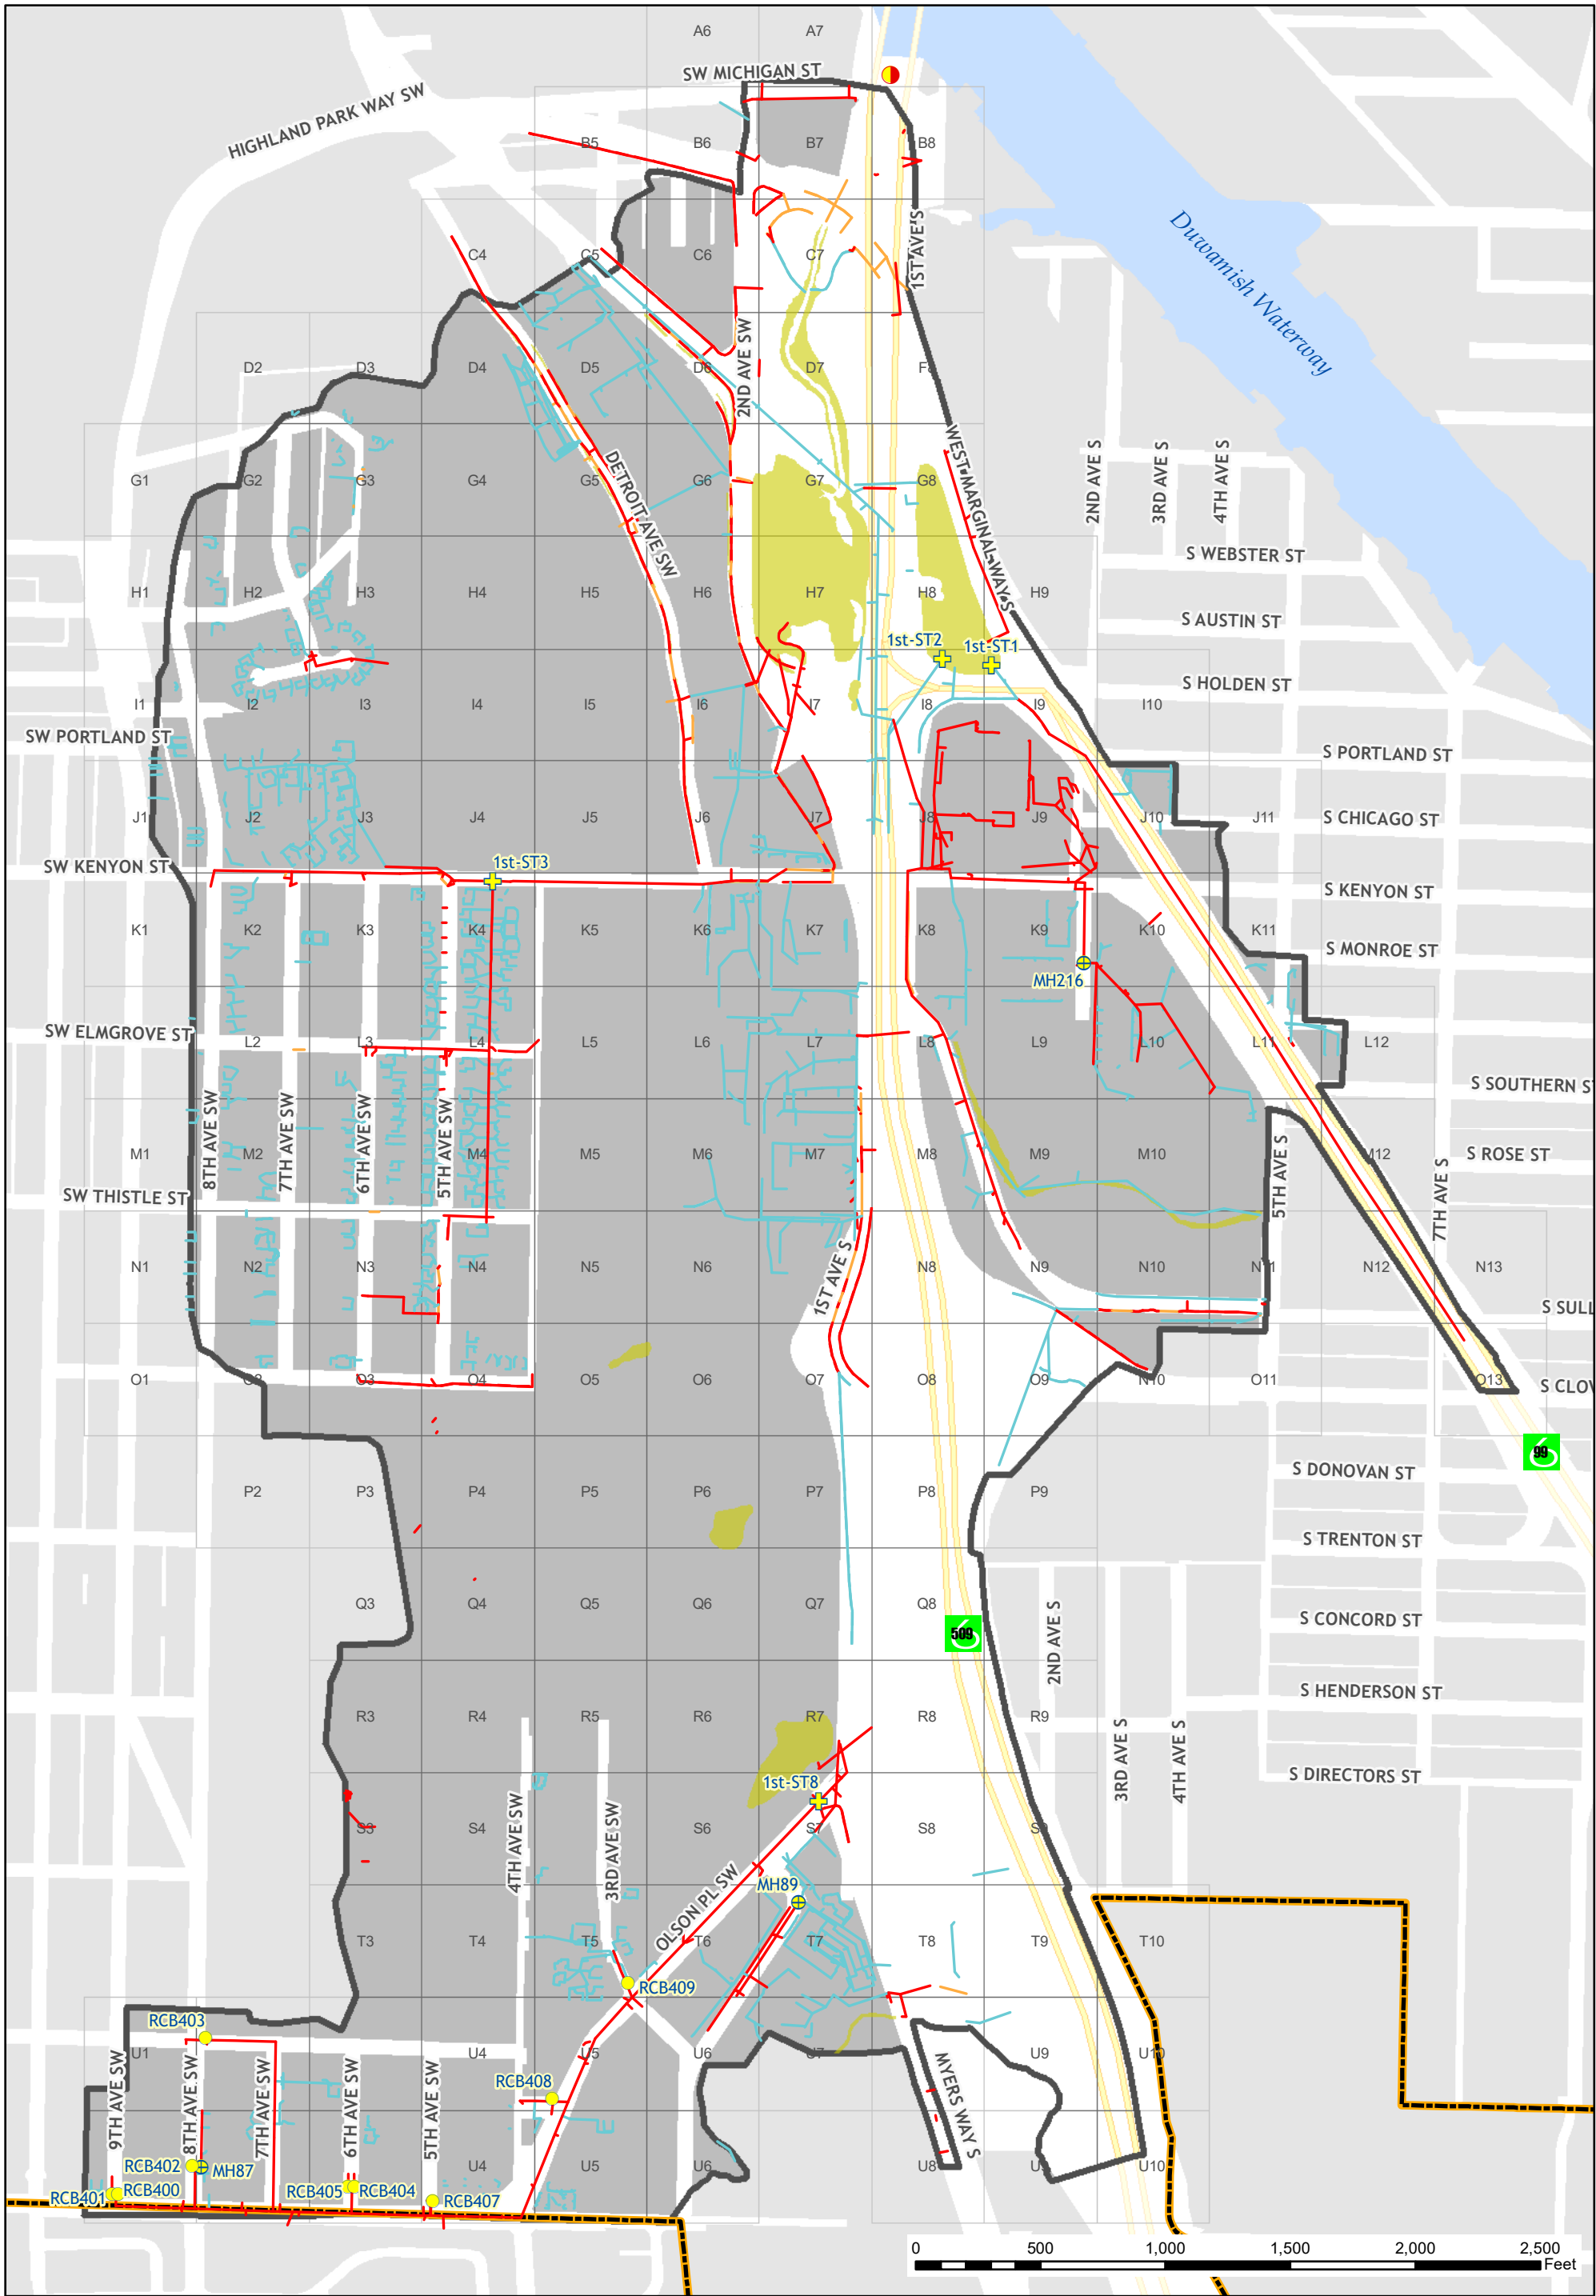 A6
A7
SW MICHIGAN ST
HIGHLAND PARK WAY SW
B5
B6
B7
B8
Duwamish Waterway
1ST AVE S
C4
C5
C6
C7
2ND AVE SW
D2
D3
D4
D5
D6
D7
F8
WEST MARGINAL WAY S
2ND AVE S
3RD AVE S
4TH AVE S
DETROIT AVE SW
G1
G2
G3
G4
G5
G6
G7
G8
S WEBSTER ST
H1
H2
H3
H4
H5
H6
H7
H8
H9
S AUSTIN ST
1st-ST2
1st-ST1
S HOLDEN ST
I1
I2
I3
I4
I5
I6
I7
I8
I9
I10
SW PORTLAND ST
S PORTLAND ST
J1
J2
J3
J4
J5
J6
J7
J8
J9
J10
J11
S CHICAGO ST
SW KENYON ST
1st-ST3
S KENYON ST
K1
K2
K3
K4
K5
K6
K7
K8
K9
K10
K11
S MONROE ST
MH216
SW ELMGROVE ST
L2
L3
L4
L5
L6
L7
L8
L9
L10
L11
L12
S SOUTHERN ST
8TH AVE SW
7TH AVE SW
6TH AVE SW
5TH AVE SW
M1
M2
M4
M5
M6
M7
M8
M9
M10
M12
S ROSE ST
5TH AVE S
7TH AVE S
SW THISTLE ST
N1
N2
N3
N4
N5
N6
1ST AVE S
N8
N9
N10
N11
N12
N13
S SULL
O1
O2
O3
O4
O5
O6
O7
O8
O9
N10
O11
O13
S CLOV
99
S DONOVAN ST
P2
P3
P4
P5
P6
P7
P8
P9
S TRENTON ST
Q3
Q4
Q5
Q6
Q7
Q8
S CONCORD ST
509
2ND AVE S
S HENDERSON ST
R3
R4
R5
R6
R7
R8
R9
3RD AVE S
4TH AVE S
S DIRECTORS ST
1st-ST8
S3
S4
S6
S7
S8
S9
4TH AVE SW
3RD AVE SW
OLSON PL SW
MH89
T3
T4
T5
T6
T7
T8
T9
T10
RCB409
RCB403
U1
U4
U5
U6
U7
U9
U10
9TH AVE SW
8TH AVE SW
7TH AVE SW
6TH AVE SW
5TH AVE SW
RCB408
MYERS WAY S
RCB402
MH87
U4
U5
U6
U8
U9
U10
RCB401
RCB400
RCB405
RCB404
RCB407
0 500 1,000 1,500 2,000 2,500
Feet